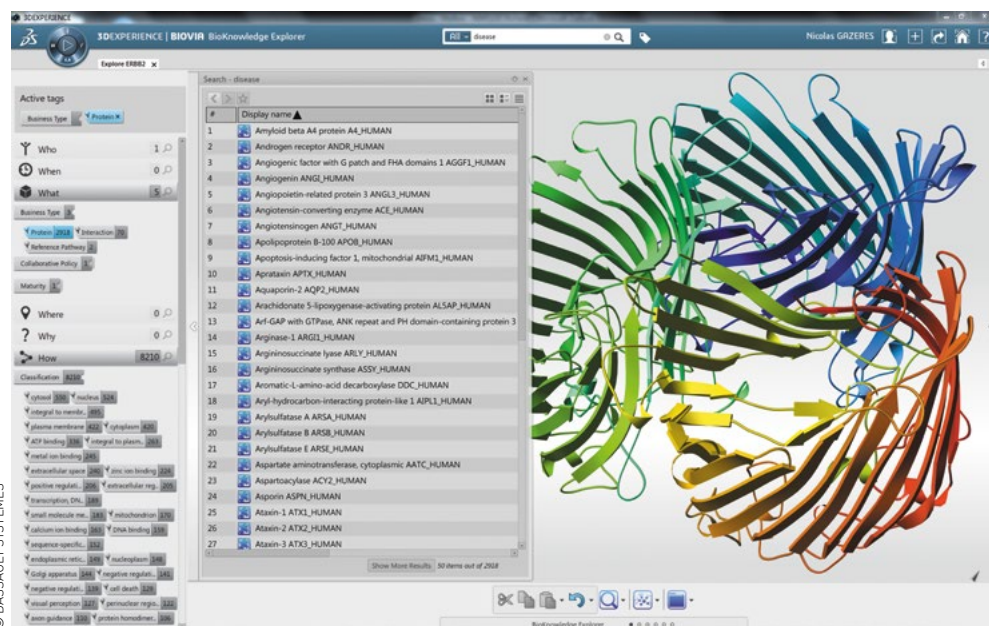 3DEXPERIENCE
3DEXPERIENCE | BIOVIA BioKnowledge Explorer
All
disease
Nicolas GAZERES
Explore ERBB2 x
Active tags
Business Type
Protein x
Who 1
When 0
What 5
Business Type 3
Protein 2918 Interaction 70
Reference Pathway 2
Collaborative Policy 1
Maturity 1
Where 0
Why 0
How 8210
Classification 8210
cytosol 550 nucleus 524
integral to membr.. 495
plasma membrane 422 cytoplasm 420
ATP binding 336 integral to plasm.. 263
metal ion binding 245
extracellular space 240 zinc ion binding 224
positive regulati.. 206 extracellular reg.. 205
transcription, DN.. 189
small molecule me.. 183 mitochondrion 170
calcium ion binding 163 DNA binding 159
sequence-specific.. 152
endoplasmic retic.. 149 nucleoplasm 148
Golgi apparatus 144 negative regulati.. 141
negative regulati.. 139 cell death 128
visual perception 127 perinuclear regio.. 122
axon guidance 110 protein homodimer.. 106
Search - disease
# Display name
1 Amyloid beta A4 protein A4_HUMAN
2 Androgen receptor ANDR_HUMAN
3 Angiogenic factor with G patch and FHA domains 1 AGGF1_HUMAN
4 Angiogenin ANGI_HUMAN
5 Angiopoietin-related protein 3 ANGL3_HUMAN
6 Angiotensin-converting enzyme ACE_HUMAN
7 Angiotensinogen ANGT_HUMAN
8 Apolipoprotein B-100 APOB_HUMAN
9 Apoptosis-inducing factor 1, mitochondrial AIFM1_HUMAN
10 Aprataxin APTX_HUMAN
11 Aquaporin-2 AQP2_HUMAN
12 Arachidonate 5-lipoxygenase-activating protein AL5AP_HUMAN
13 Arf-GAP with GTPase, ANK repeat and PH domain-containing protein 3
14 Arginase-1 ARGI1_HUMAN
15 Argininosuccinate lyase ARLY_HUMAN
16 Argininosuccinate synthase ASSY_HUMAN
17 Aromatic-L-amino-acid decarboxylase DDC_HUMAN
18 Aryl-hydrocarbon-interacting protein-like 1 AIPL1_HUMAN
19 Arylsulfatase A ARSA_HUMAN
20 Arylsulfatase B ARSB_HUMAN
21 Arylsulfatase E ARSE_HUMAN
22 Aspartate aminotransferase, cytoplasmic AATC_HUMAN
23 Aspartoacylase ACY2_HUMAN
24 Asporin ASPN_HUMAN
25 Ataxin-1 ATX1_HUMAN
26 Ataxin-2 ATX2_HUMAN
27 Ataxin-3 ATX3_HUMAN
Show More Results 50 items out of 2918
BioKnowledge Explorer
© DASSAULT SYSTEMES